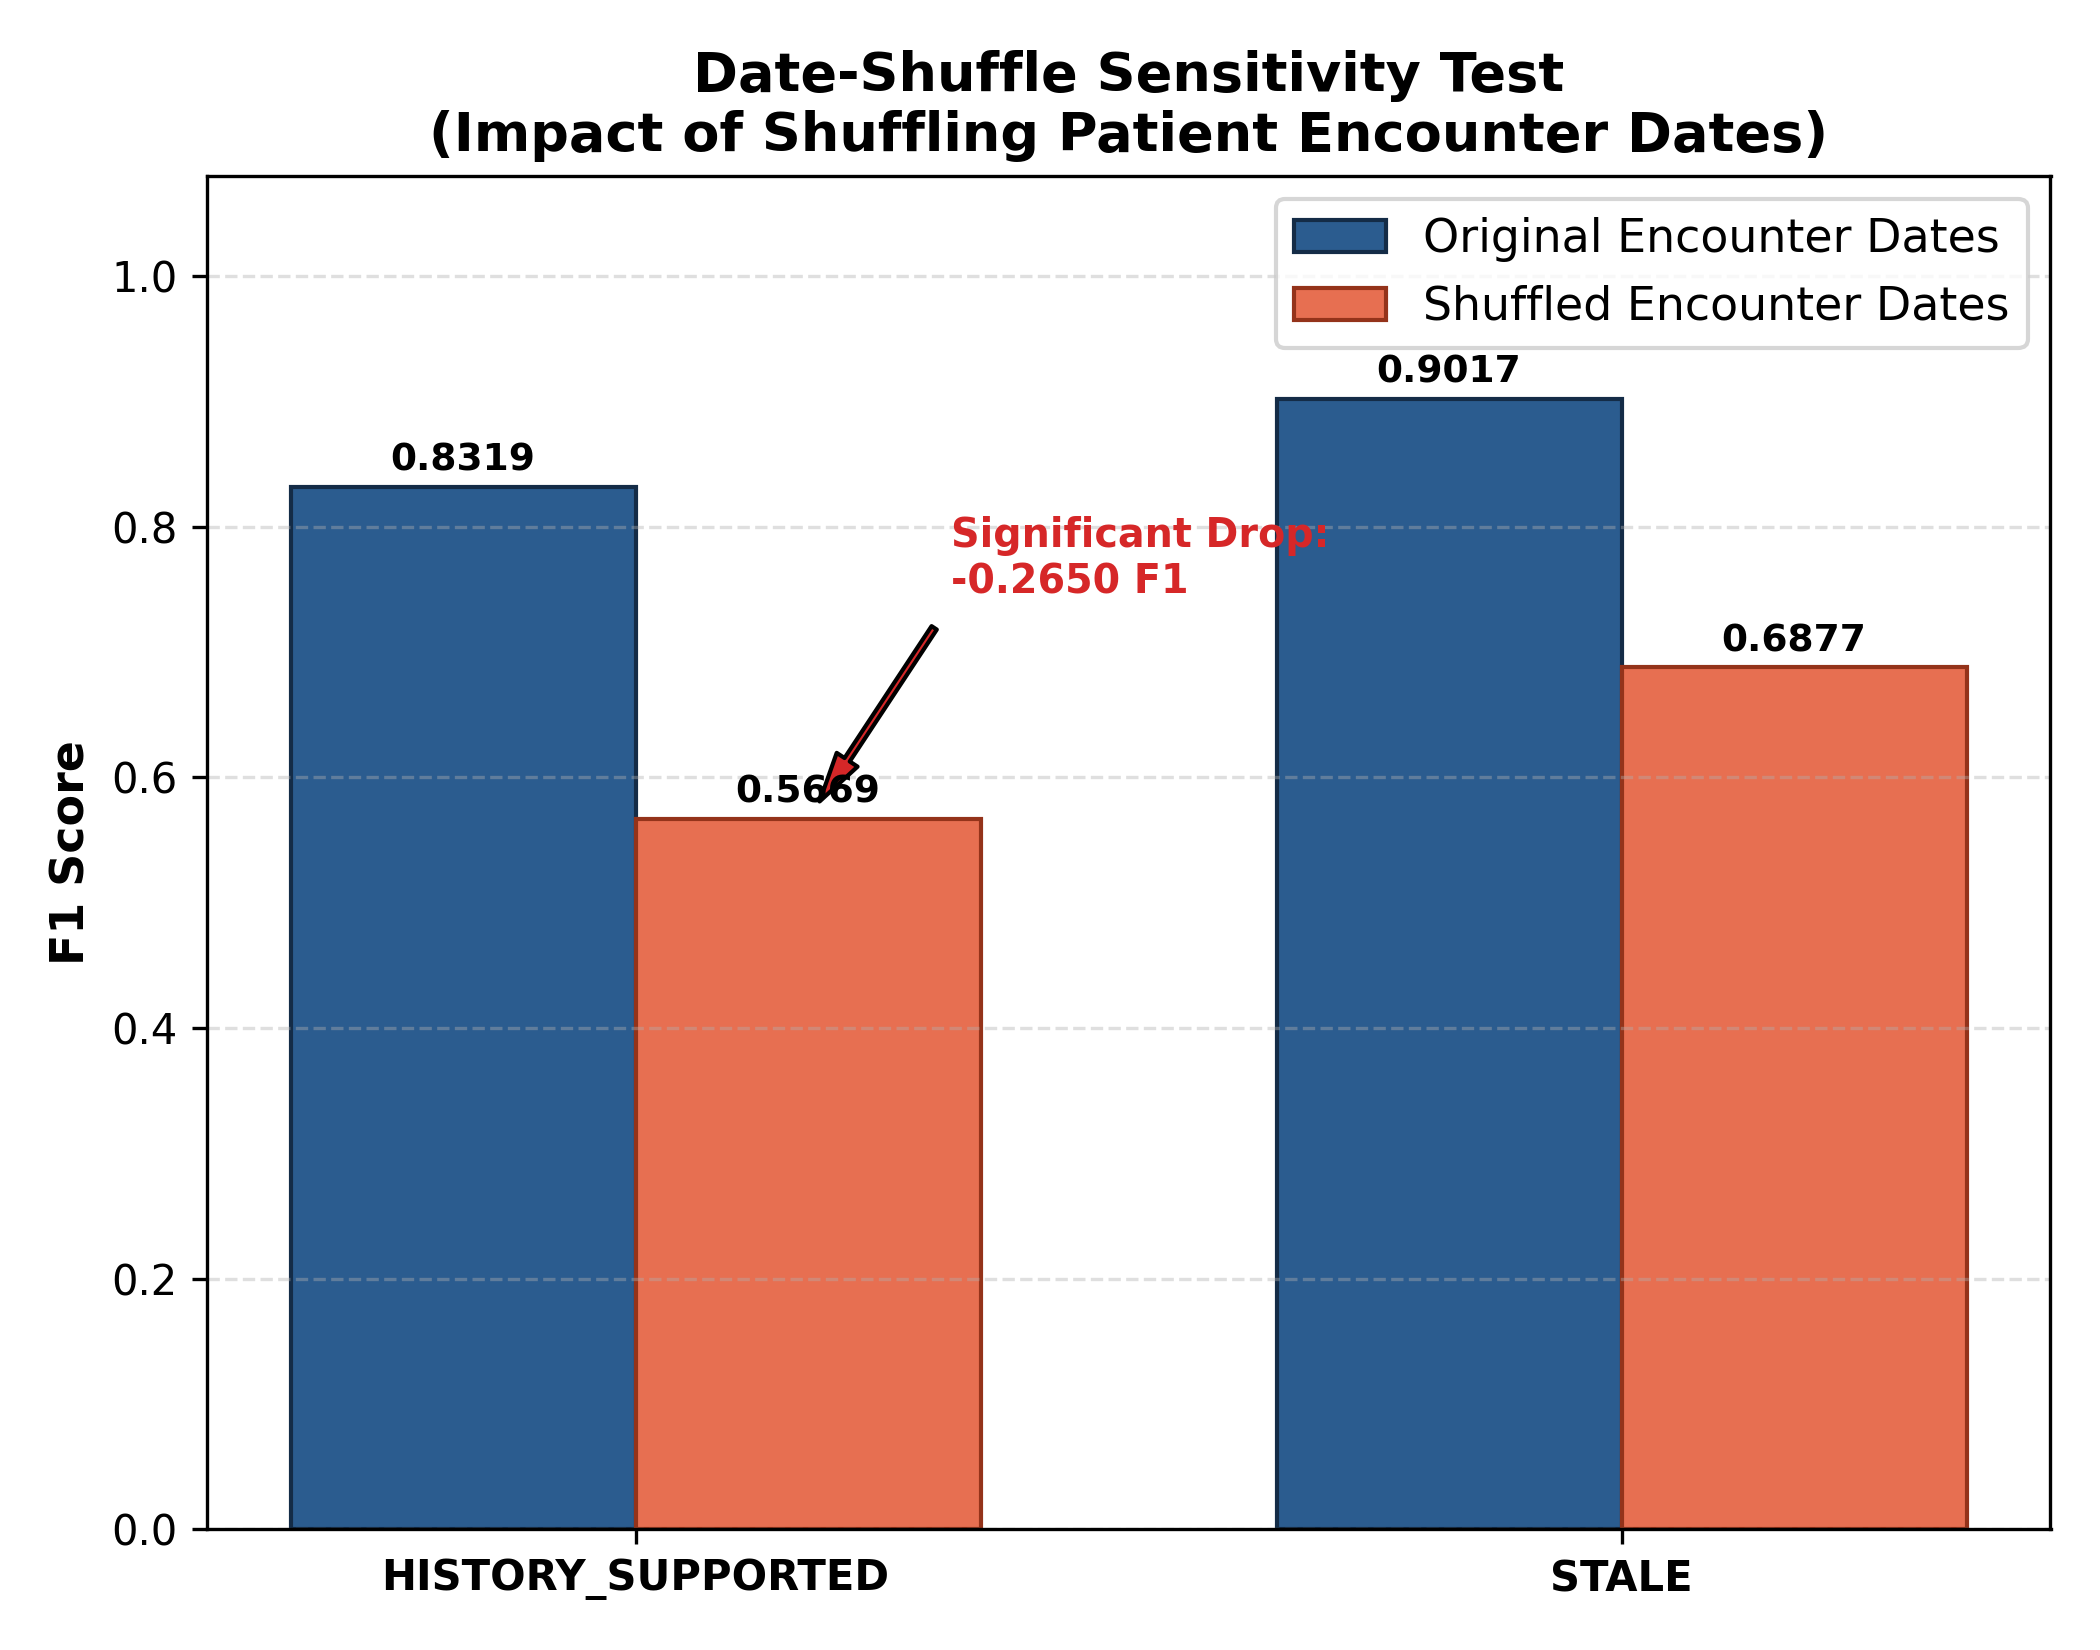 Date-Shuffle Sensitivity Test
(Impact of Shuffling Patient Encounter Dates)
Original Encounter Dates
Shuffled Encounter Dates
F1 Score
1.0
0.8
0.6
0.4
0.2
0.0
0.8319
0.5669
0.9017
0.6877
Significant Drop:
-0.2650 F1
HISTORY_SUPPORTED
STALE